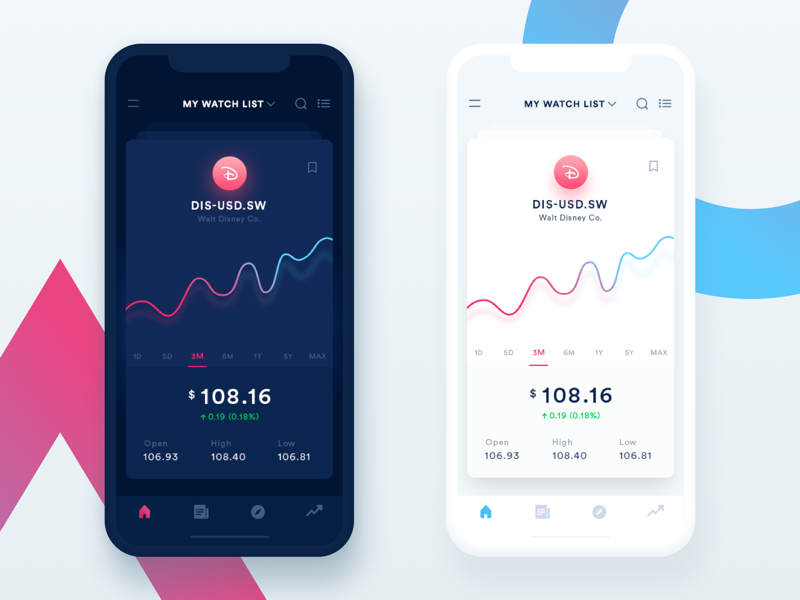 MY WATCH LIST
DIS-USD.SW
Walt Disney Co.
1D 5D 3M 6M 1Y 5Y MAX
$ 108.16
↑ 0.19 (0.18%)
Open High Low
106.93 108.40 106.81
MY WATCH LIST
DIS-USD.SW
Walt Disney Co.
1D 5D 3M 6M 1Y 5Y MAX
$ 108.16
↑ 0.19 (0.18%)
Open High Low
106.93 108.40 106.81